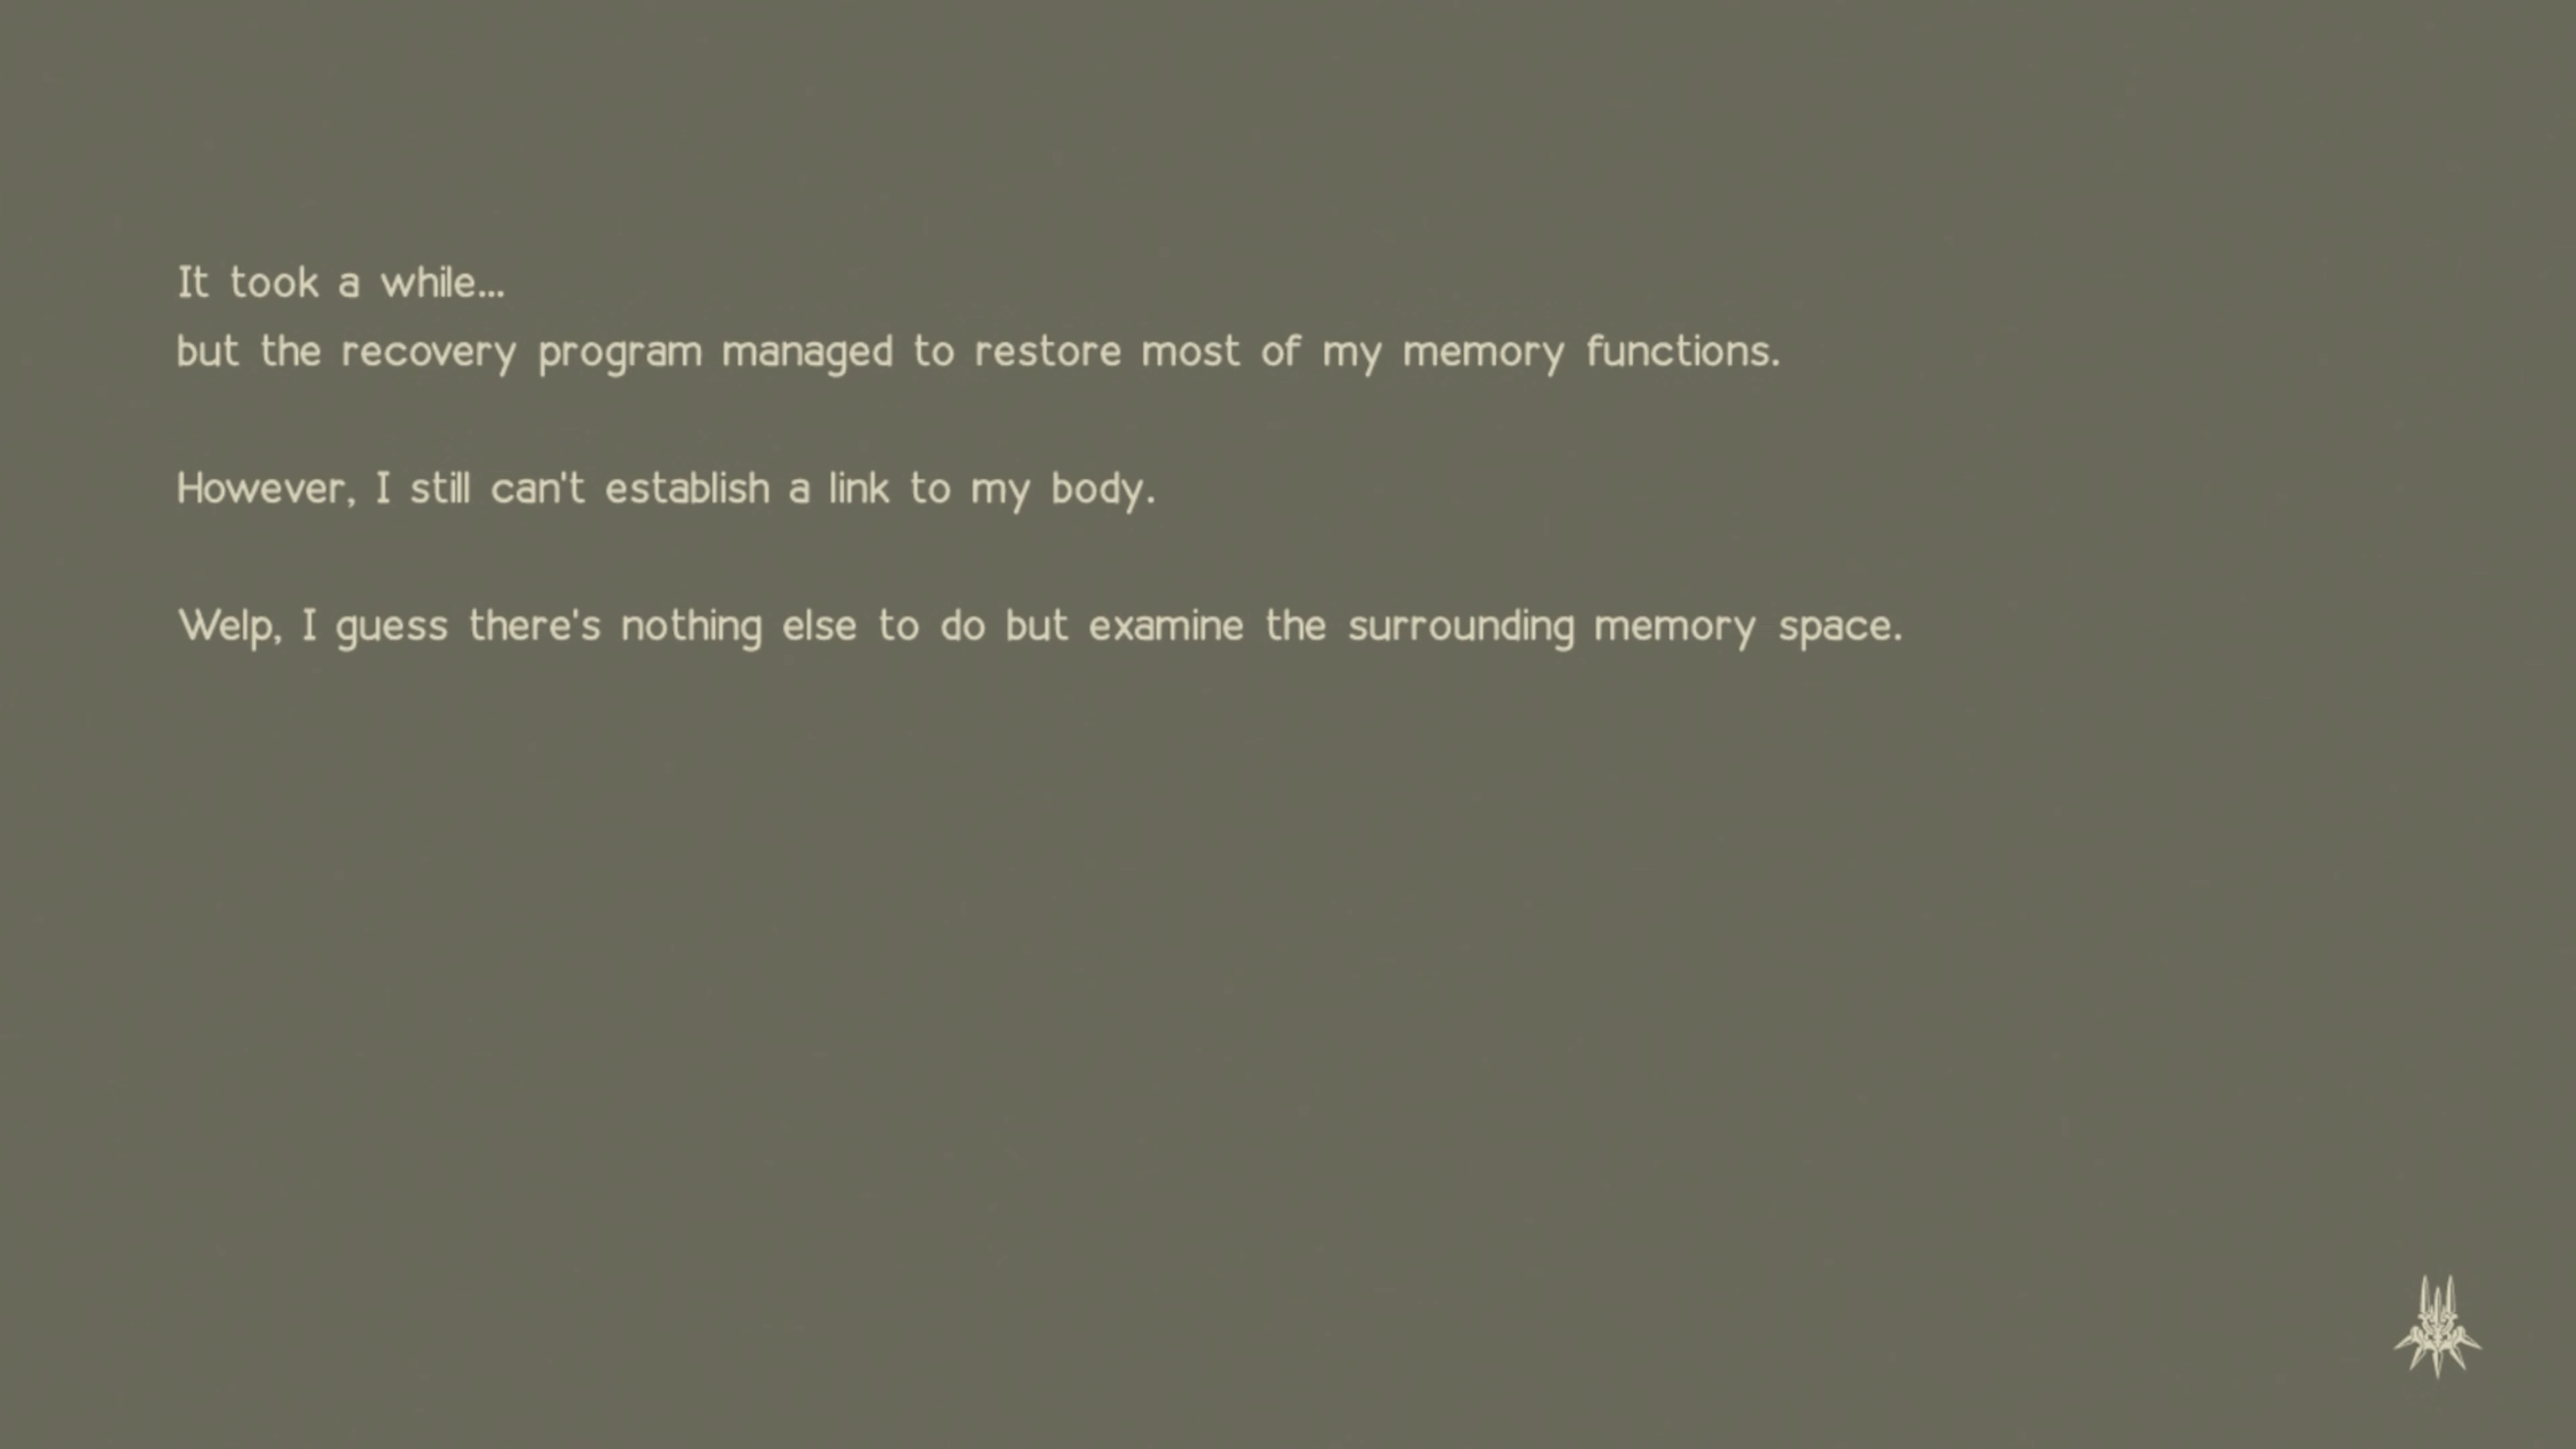 It took a while...
but the recovery program managed to restore most of my memory functions.
However, I still can't establish a link to my body.
Welp, I guess there's nothing else to do but examine the surrounding memory space.